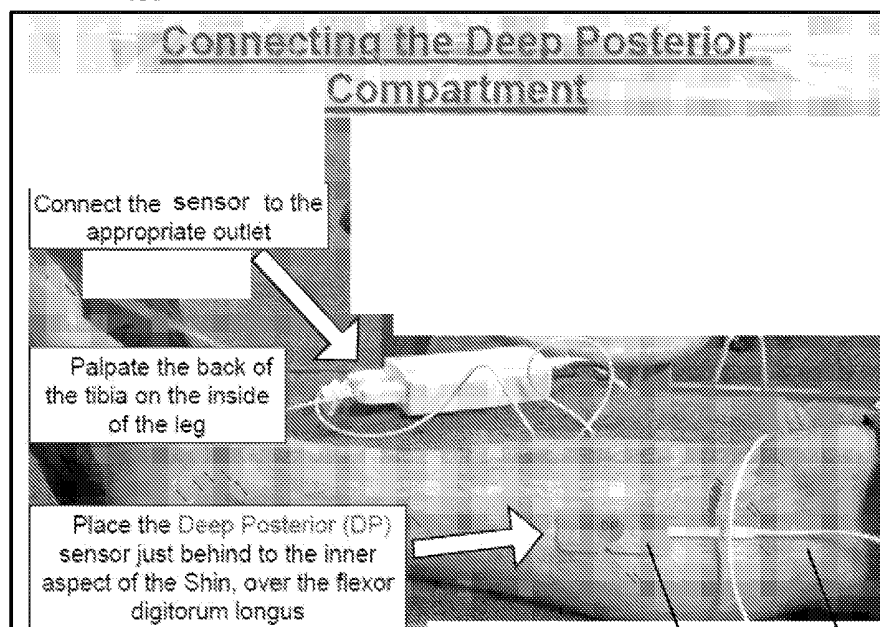 Connecting the Deep Posterior
Compartment
Connect the sensor to the
appropriate outlet
Palpate the back of
the tibia on the inside
of the leg
Place the Deep Posterior (DP)
sensor just behind to the inner
aspect of the Shin, over the flexor
digitorum longus